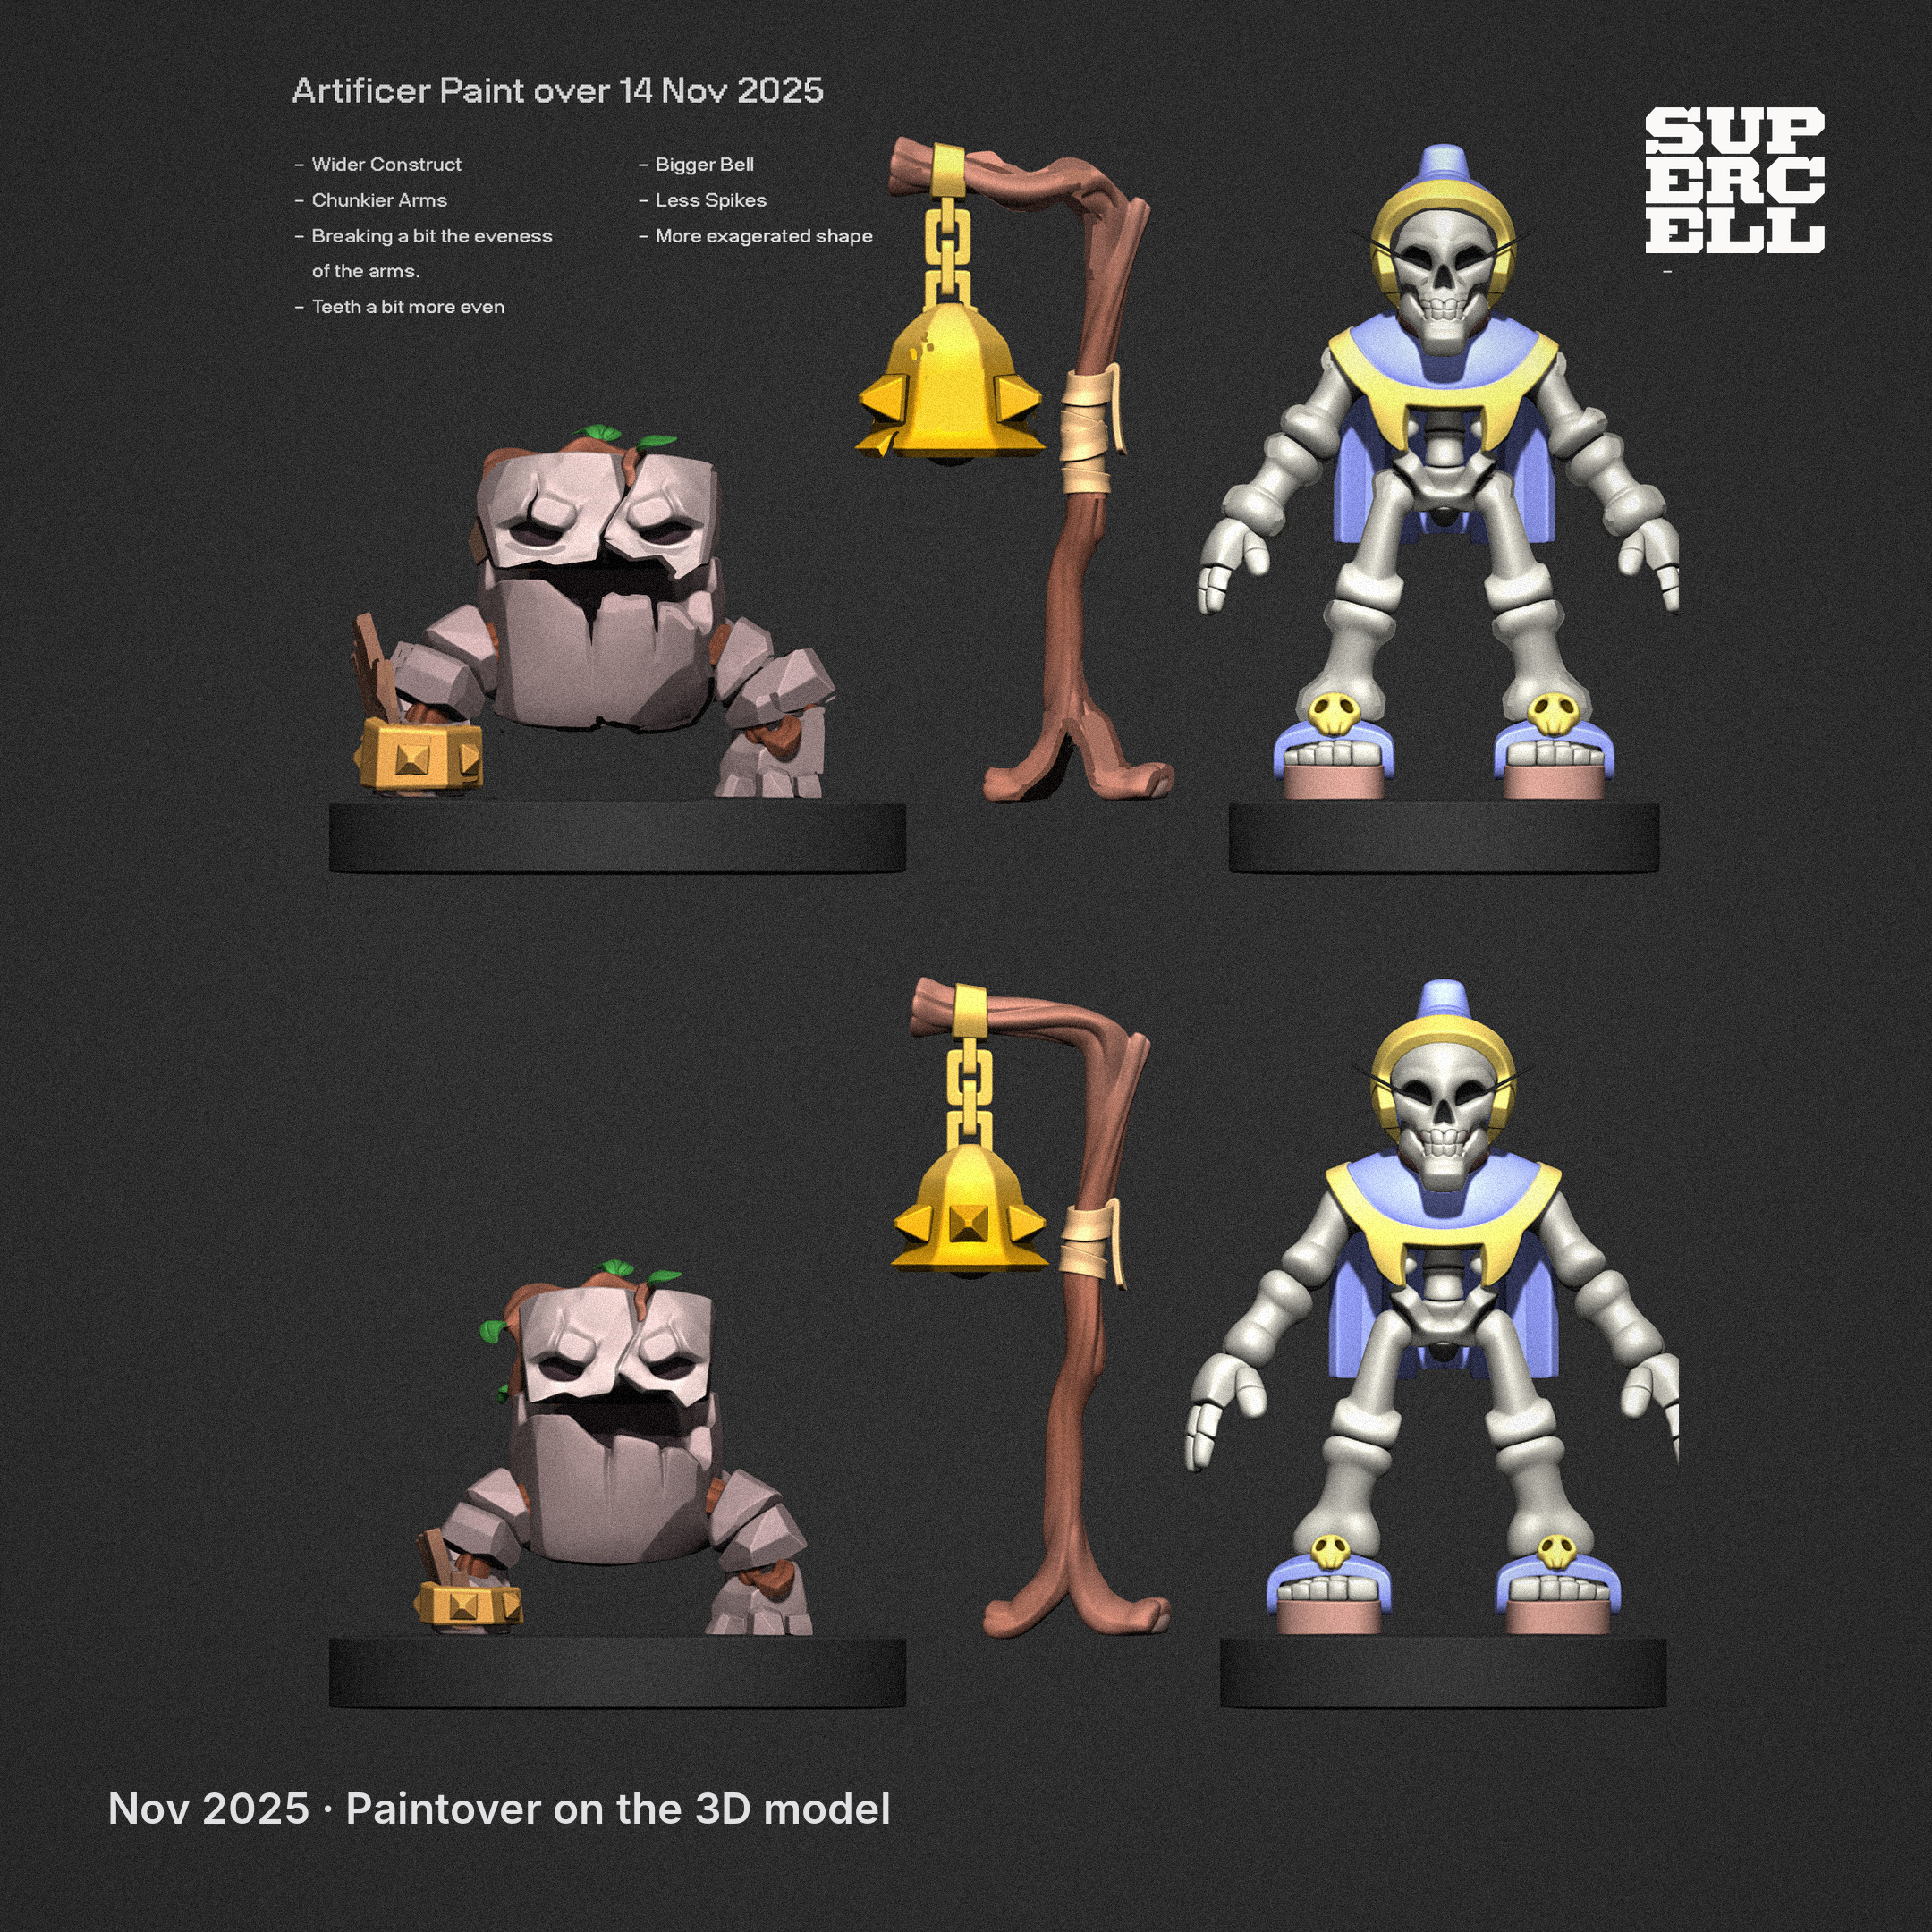 Artificer Paint over 14 Nov 2025
- Wider Construct
- Chunkier Arms
- Breaking a bit the eveness
of the arms.
- Teeth a bit more even
- Bigger Bell
- Less Spikes
- More exagerated shape
SUP
ERC
ELL
-
Nov 2025 · Paintover on the 3D model